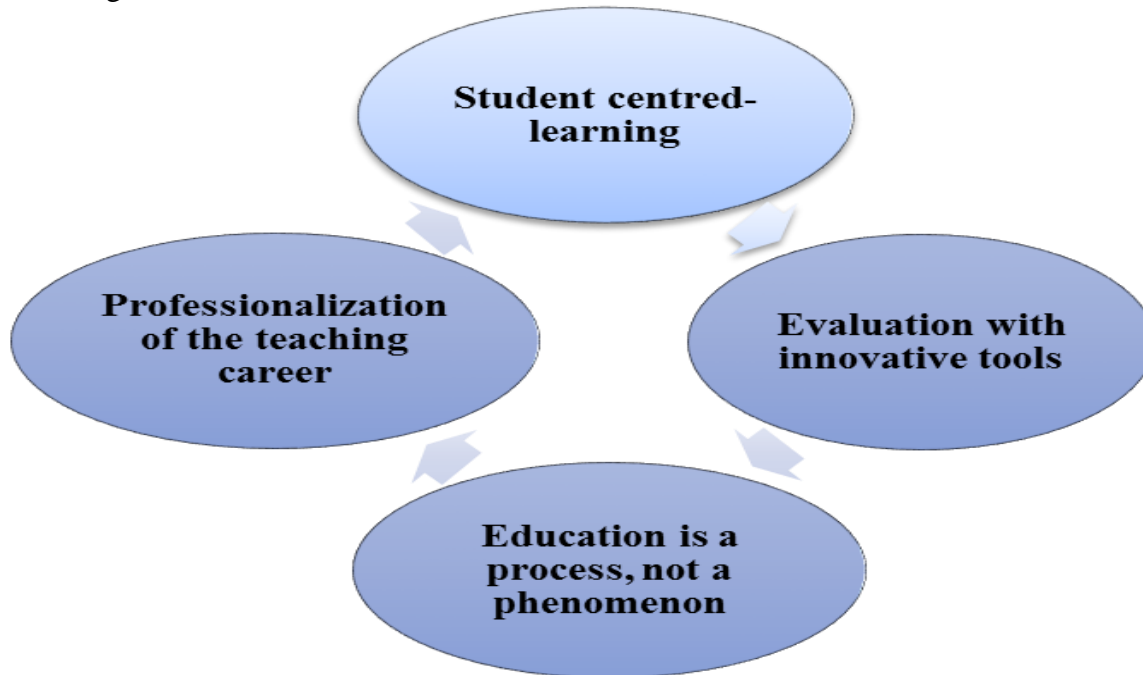 Student centred-
learning
Professionalization
of the teaching
career
Evaluation with
innovative tools
Education is a
process, not a
phenomenon